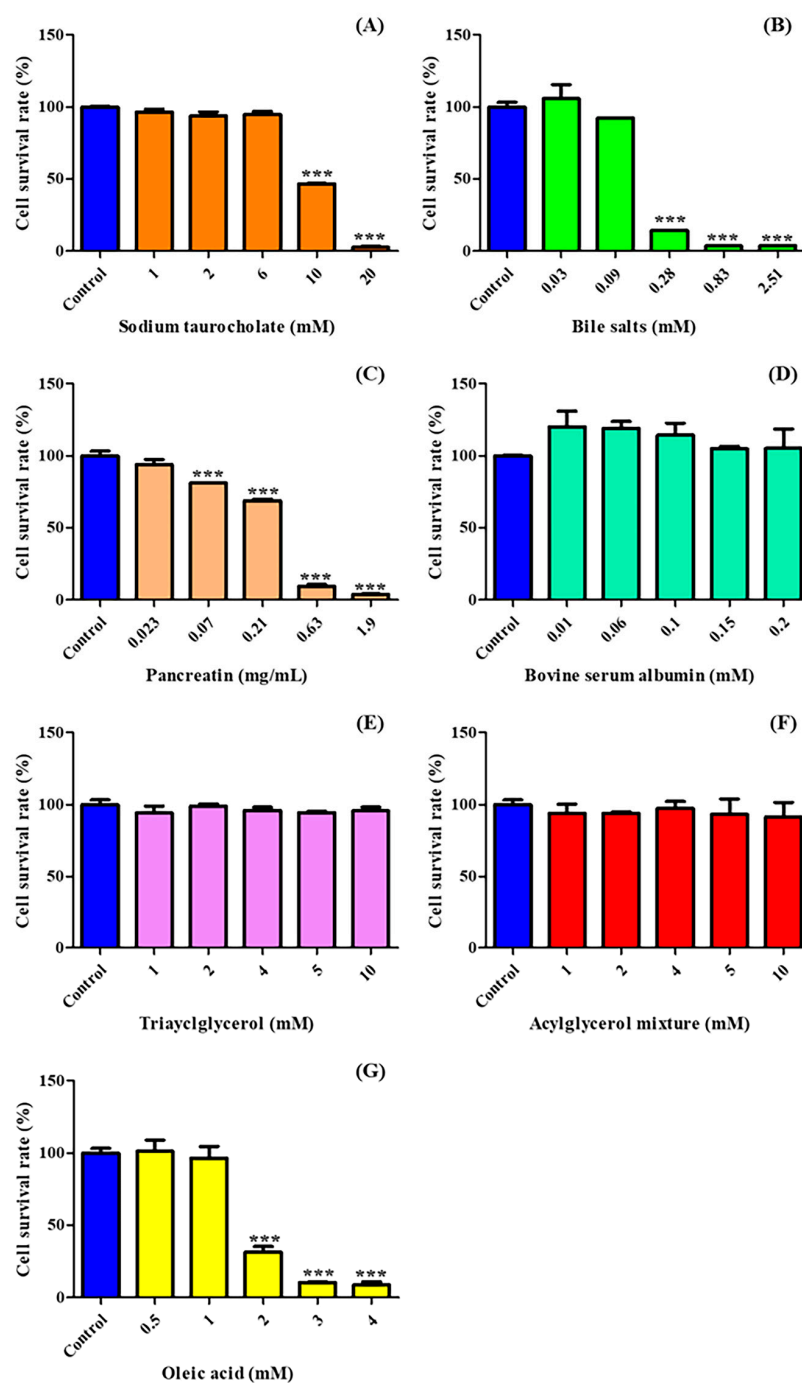 (A)
Cell survival rate (%)
150
100
50
0
***
***
Control
1
2
6
10
20
Sodium taurocholate (mM)
(B)
Cell survival rate (%)
150
100
50
0
***
***
***
Control
0.03
0.09
0.28
0.83
2.51
Bile salts (mM)
(C)
Cell survival rate (%)
150
100
50
0
***
***
***
***
Control
0.023
0.07
0.21
0.63
1.9
Pancreatin (mg/mL)
(D)
Cell survival rate (%)
150
100
50
0
Control
0.01
0.06
0.1
0.15
0.2
Bovine serum albumin (mM)
(E)
Cell survival rate (%)
150
100
50
0
Control
1
2
4
5
10
Triayclglycerol (mM)
(F)
Cell survival rate (%)
150
100
50
0
Control
1
2
4
5
10
Acylglycerol mixture (mM)
(G)
Cell survival rate (%)
150
100
50
0
***
***
***
Control
0.5
1
2
3
4
Oleic acid (mM)